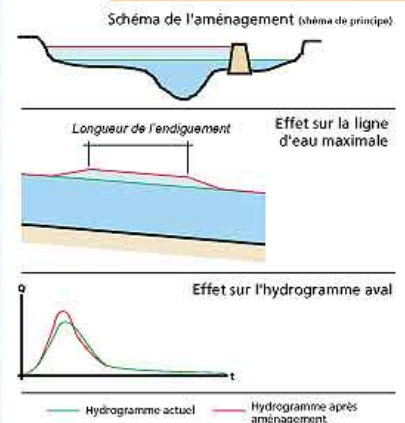 Schéma de l'aménagement (shéma de principe)
Longueur de l'endiguement
Effet sur la ligne
d'eau maximale
Q
Effet sur l'hydrogramme aval
t
Hydrogramme actuel
Hydrogramme après
aménagement